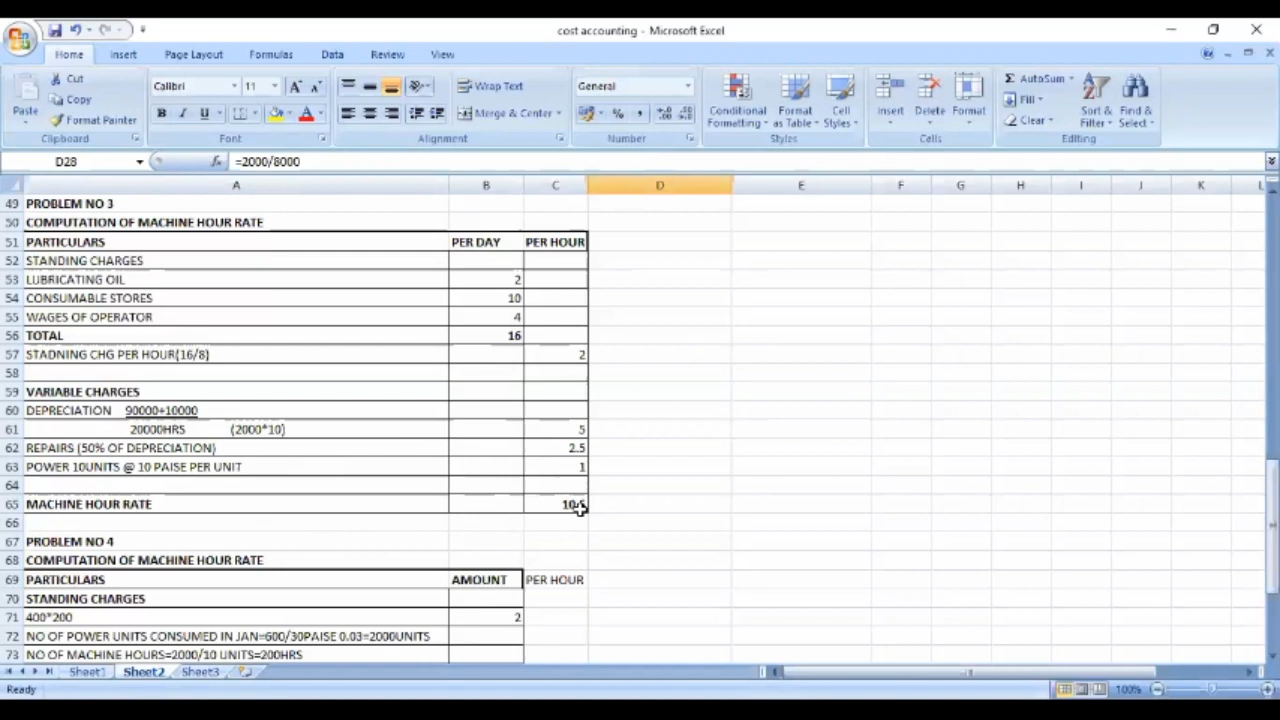 cost accounting - Microsoft Excel
Home Insert Page Layout Formulas Data Review View
Cut
Copy
Format Painter
Paste
Clipboard
Calibri 11
B I U
Font
Wrap Text
Merge & Center
Alignment
General
Number
Conditional Formatting
Format as Table
Cell Styles
Styles
Insert Delete Format
Cells
Σ AutoSum
Fill
Clear
Sort & Filter
Find & Select
Editing
D28 fx =2000/8000
A B C D E F G H I J K L
49 PROBLEM NO 3
50 COMPUTATION OF MACHINE HOUR RATE
51 PARTICULARS PER DAY PER HOUR
52 STANDING CHARGES
53 LUBRICATING OIL 2
54 CONSUMABLE STORES 10
55 WAGES OF OPERATOR 4
56 TOTAL 16
57 STADNING CHG PER HOUR(16/8) 2
58
59 VARIABLE CHARGES
60 DEPRECIATION 90000+10000
61 20000HRS (2000*10) 5
62 REPAIRS (50% OF DEPRECIATION) 2.5
63 POWER 10UNITS @ 10 PAISE PER UNIT 1
64
65 MACHINE HOUR RATE 10.5
66
67 PROBLEM NO 4
68 COMPUTATION OF MACHINE HOUR RATE
69 PARTICULARS AMOUNT PER HOUR
70 STANDING CHARGES
71 400*200 2
72 NO OF POWER UNITS CONSUMED IN JAN=600/30PAISE 0.03=2000UNITS
73 NO OF MACHINE HOURS=2000/10 UNITS=200HRS
Sheet1 Sheet2 Sheet3
Ready 100%